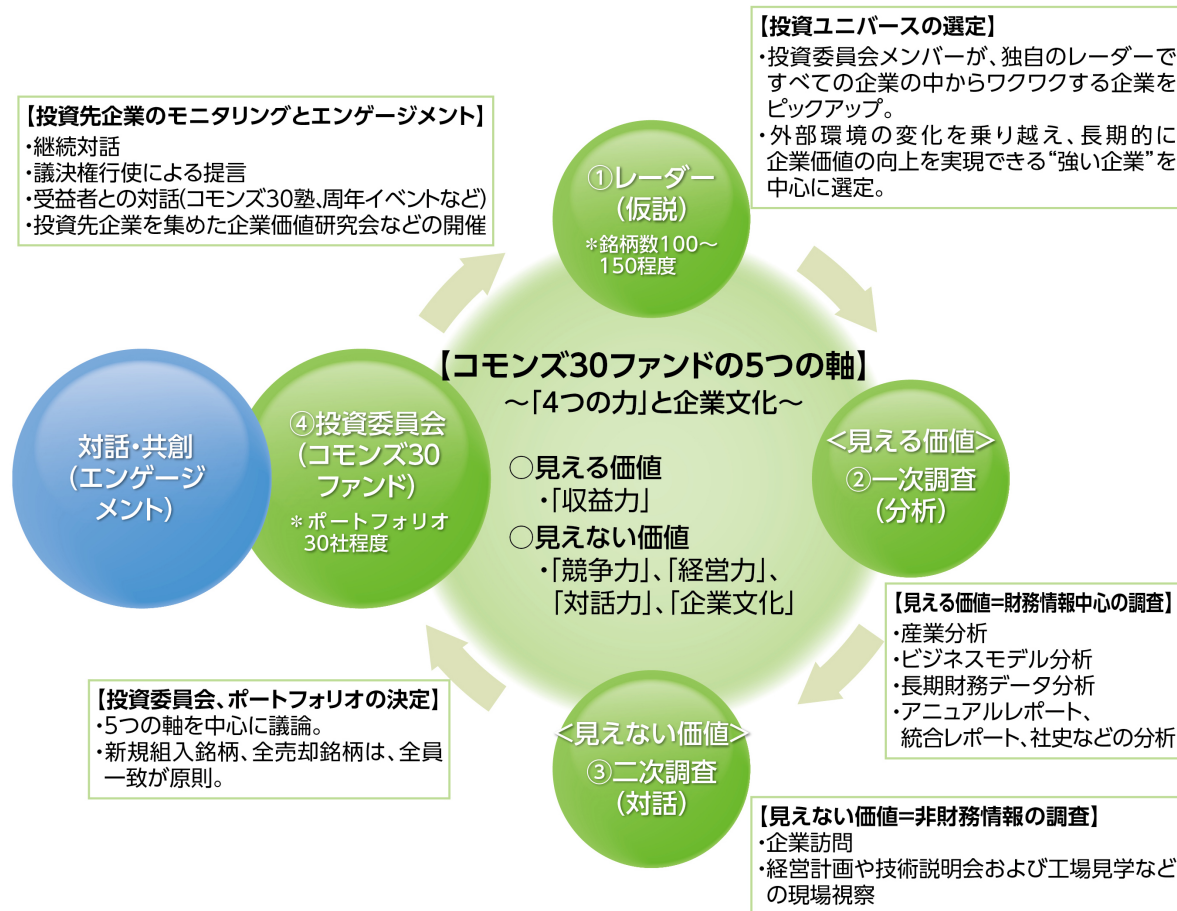 【投資ユニバースの選定】
・投資委員会メンバーが、独自のレーダーで
すべての企業の中からワクワクする企業を
ピックアップ。
・外部環境の変化を乗り越え、長期的に
企業価値の向上を実現できる“強い企業”を
中心に選定。
【投資先企業のモニタリングとエンゲージメント】
・継続対話
・議決権行使による提言
・受益者との対話(コモンズ30塾、周年イベントなど)
・投資先企業を集めた企業価値研究会などの開催
①レーダー
(仮説)
＊銘柄数100～
150程度
【コモンズ30ファンドの5つの軸】
～「4つの力」と企業文化～
○見える価値
・「収益力」
○見えない価値
・「競争力」、「経営力」、
「対話力」、「企業文化」
対話・共創
(エンゲージ
メント)
④投資委員会
(コモンズ30
ファンド)
＊ポートフォリオ
30社程度
<見える価値>
②一次調査
(分析)
【見える価値=財務情報中心の調査】
・産業分析
・ビジネスモデル分析
・長期財務データ分析
・アニュアルレポート、
統合レポート、社史などの分析
【投資委員会、ポートフォリオの決定】
・5つの軸を中心に議論。
・新規組入銘柄、全売却銘柄は、全員
一致が原則。
<見えない価値>
③二次調査
(対話)
【見えない価値=非財務情報の調査】
・企業訪問
・経営計画や技術説明会および工場見学など
の現場視察